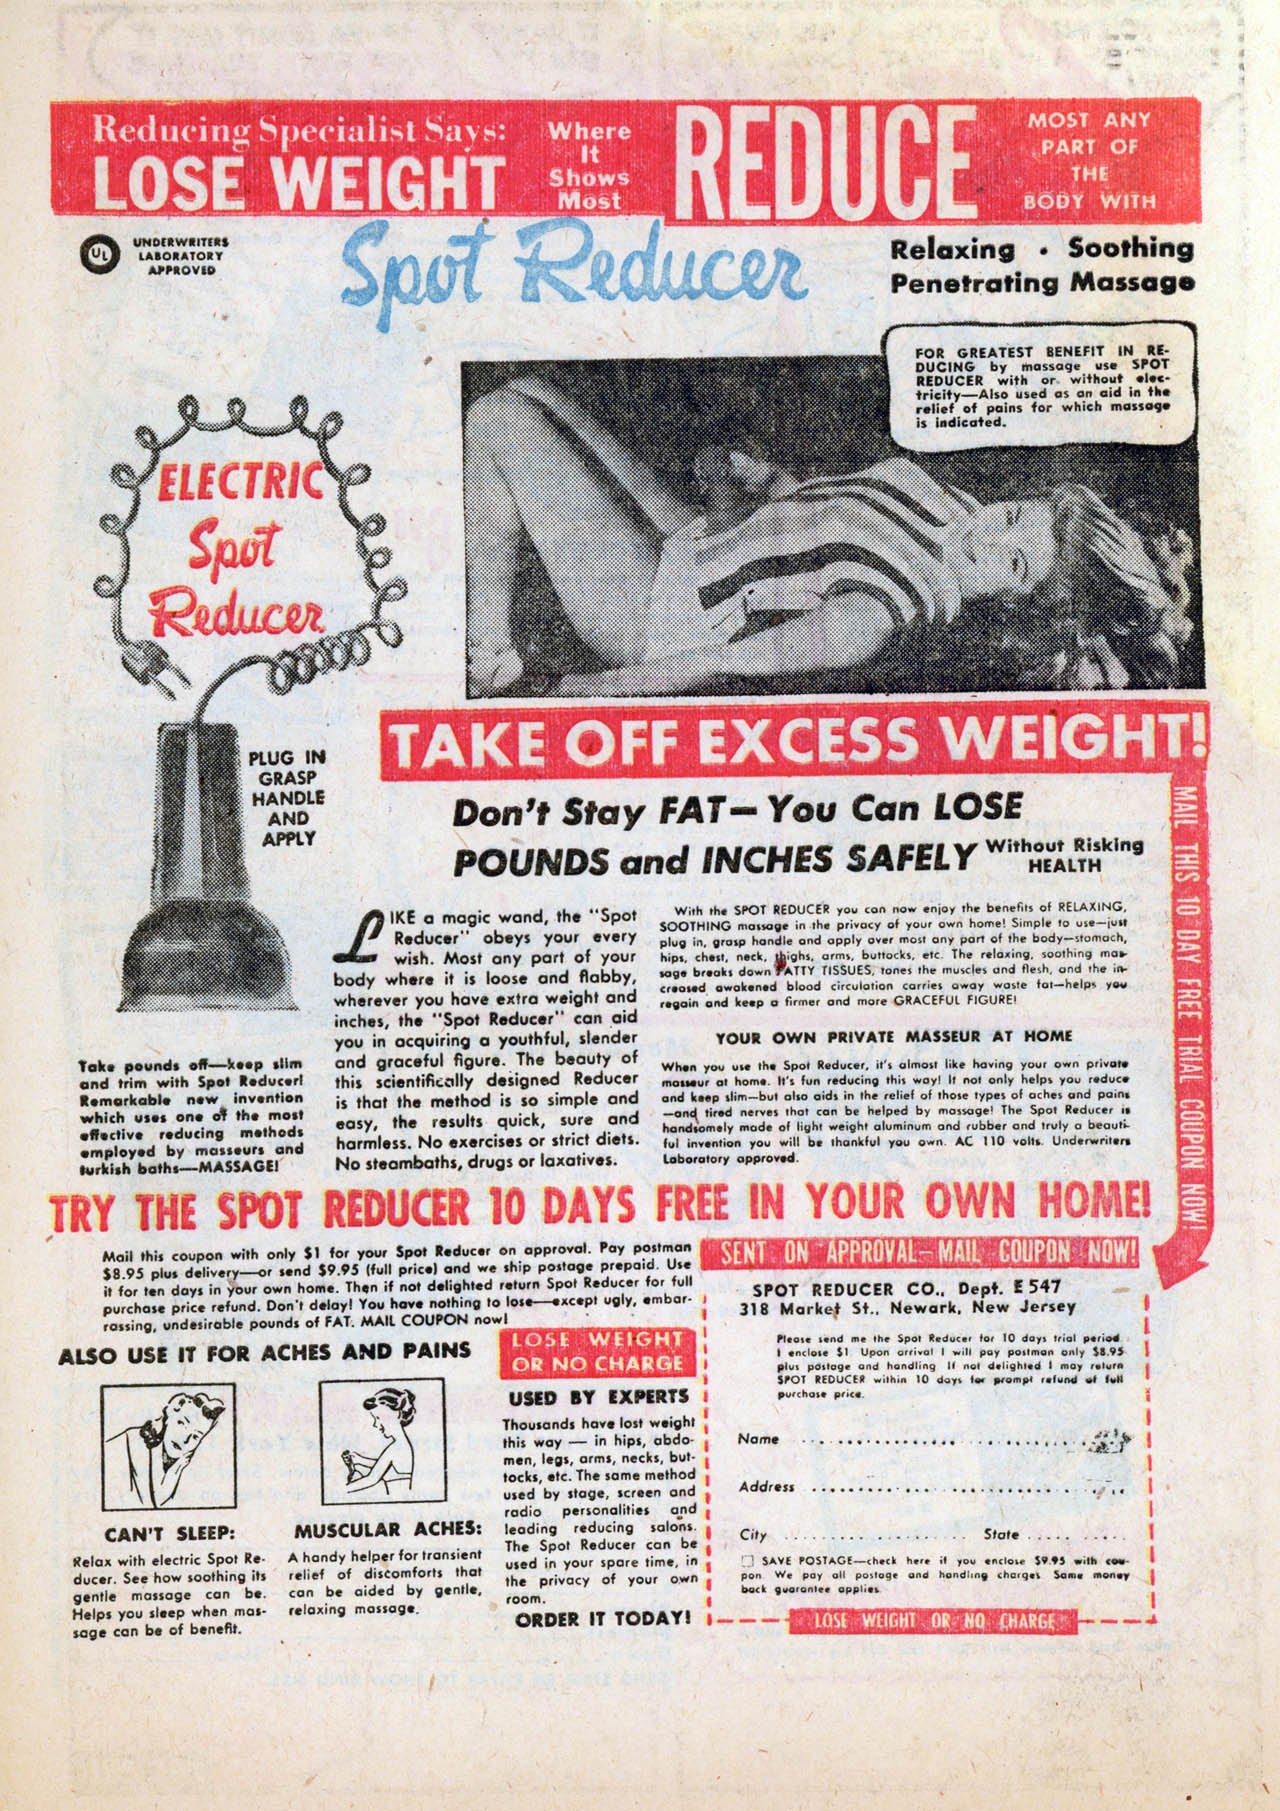 Reducing Specialist Says:
LOSE WEIGHT
Where
It
Shows
Most
REDUCE
MOST ANY
PART OF
THE
BODY WITH
UL
UNDERWRITERS
LABORATORY
APPROVED
Spot Reducer
Relaxing • Soothing
Penetrating Massage
FOR GREATEST BENEFIT IN RE-
DUCING by massage use SPOT
REDUCER with or without elec-
tricity—Also used as an aid in the
relief of pains for which massage
is indicated.
ELECTRIC
Spot
Reducer
PLUG IN
GRASP
HANDLE
AND
APPLY
TAKE OFF EXCESS WEIGHT!
Don't Stay FAT—You Can LOSE
POUNDS and INCHES SAFELY Without Risking
HEALTH
MAIL THIS 10 DAY FREE TRIAL COUPON NOW!
Take pounds off—keep slim
and trim with Spot Reducer!
Remarkable new invention
which uses one of the most
effective reducing methods
employed by masseurs and
turkish baths—MASSAGE!
LIKE a magic wand, the "Spot
Reducer" obeys your every
wish. Most any part of your
body where it is loose and flabby,
wherever you have extra weight and
inches, the "Spot Reducer" can aid
you in acquiring a youthful, slender
and graceful figure. The beauty of
this scientifically designed Reducer
is that the method is so simple and
easy, the results quick, sure and
harmless. No exercises or strict diets.
No steambaths, drugs or laxatives.
With the SPOT REDUCER you can now enjoy the benefits of RELAXING,
SOOTHING massage in the privacy of your own home! Simple to use—just
plug in, grasp handle and apply over most any part of the body—stomach,
hips, chest, neck, thighs, arms, buttocks, etc. The relaxing, soothing mas-
sage breaks down FATTY TISSUES, tones the muscles and flesh, and the in-
creased awakened blood circulation carries away waste fat—helps you
regain and keep a firmer and more GRACEFUL FIGURE!
YOUR OWN PRIVATE MASSEUR AT HOME
When you use the Spot Reducer, it's almost like having your own private
masseur at home. It's fun reducing this way! It not only helps you reduce
and keep slim—but also aids in the relief of those types of aches and pains
—and tired nerves that can be helped by massage! The Spot Reducer is
handsomely made of light weight aluminum and rubber and truly a beauti-
ful invention you will be thankful you own. AC 110 volts. Underwriters
Laboratory approved.
TRY THE SPOT REDUCER 10 DAYS FREE IN YOUR OWN HOME!
Mail this coupon with only $1 for your Spot Reducer on approval. Pay postman
$8.95 plus delivery—or send $9.95 (full price) and we ship postage prepaid. Use
it for ten days in your own home. Then if not delighted return Spot Reducer for full
purchase price refund. Don't delay! You have nothing to lose—except ugly, embar-
rassing, undesirable pounds of FAT. MAIL COUPON now!
ALSO USE IT FOR ACHES AND PAINS
CAN'T SLEEP:
Relax with electric Spot Re-
ducer. See how soothing its
gentle massage can be.
Helps you sleep when mas-
sage can be of benefit.
MUSCULAR ACHES:
A handy helper for transient
relief of discomforts that
can be aided by gentle,
relaxing massage.
LOSE WEIGHT
OR NO CHARGE
USED BY EXPERTS
Thousands have lost weight
this way — in hips, abdo-
men, legs, arms, necks, but-
tocks, etc. The same method
used by stage, screen and
radio personalities and
leading reducing salons.
The Spot Reducer can be
used in your spare time, in
the privacy of your own
room.
ORDER IT TODAY!
SENT ON APPROVAL—MAIL COUPON NOW!
SPOT REDUCER CO., Dept. E 547
318 Market St., Newark, New Jersey
Please send me the Spot Reducer for 10 days trial period
I enclose $1 Upon arrival I will pay postman only $8.95
plus postage and handling If not delighted I may return
SPOT REDUCER within 10 days for prompt refund of full
purchase price.
Name
Address
City State
SAVE POSTAGE—check here if you enclose $9.95 with cou-
pon We pay all postage and handling charges Same money
back guarantee applies
LOSE WEIGHT OR NO CHARGE